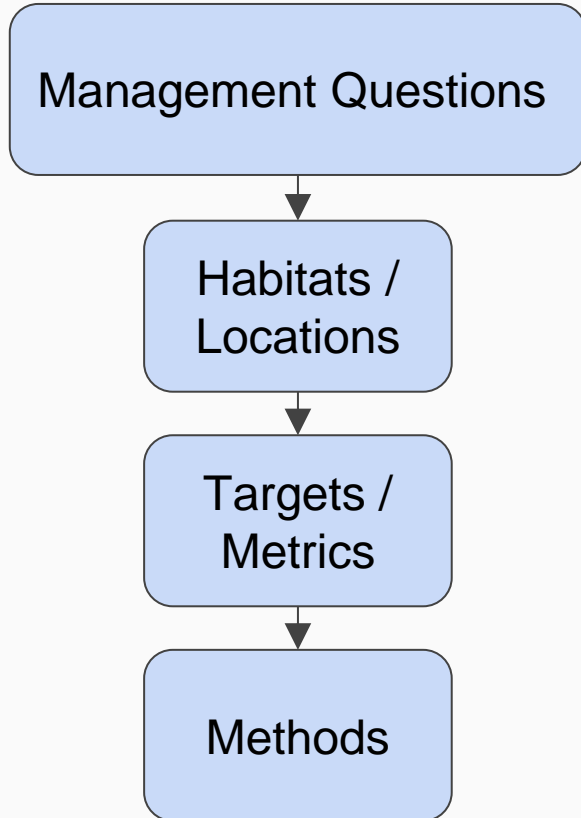 Management Questions
Habitats /
Locations
Targets /
Metrics
Methods